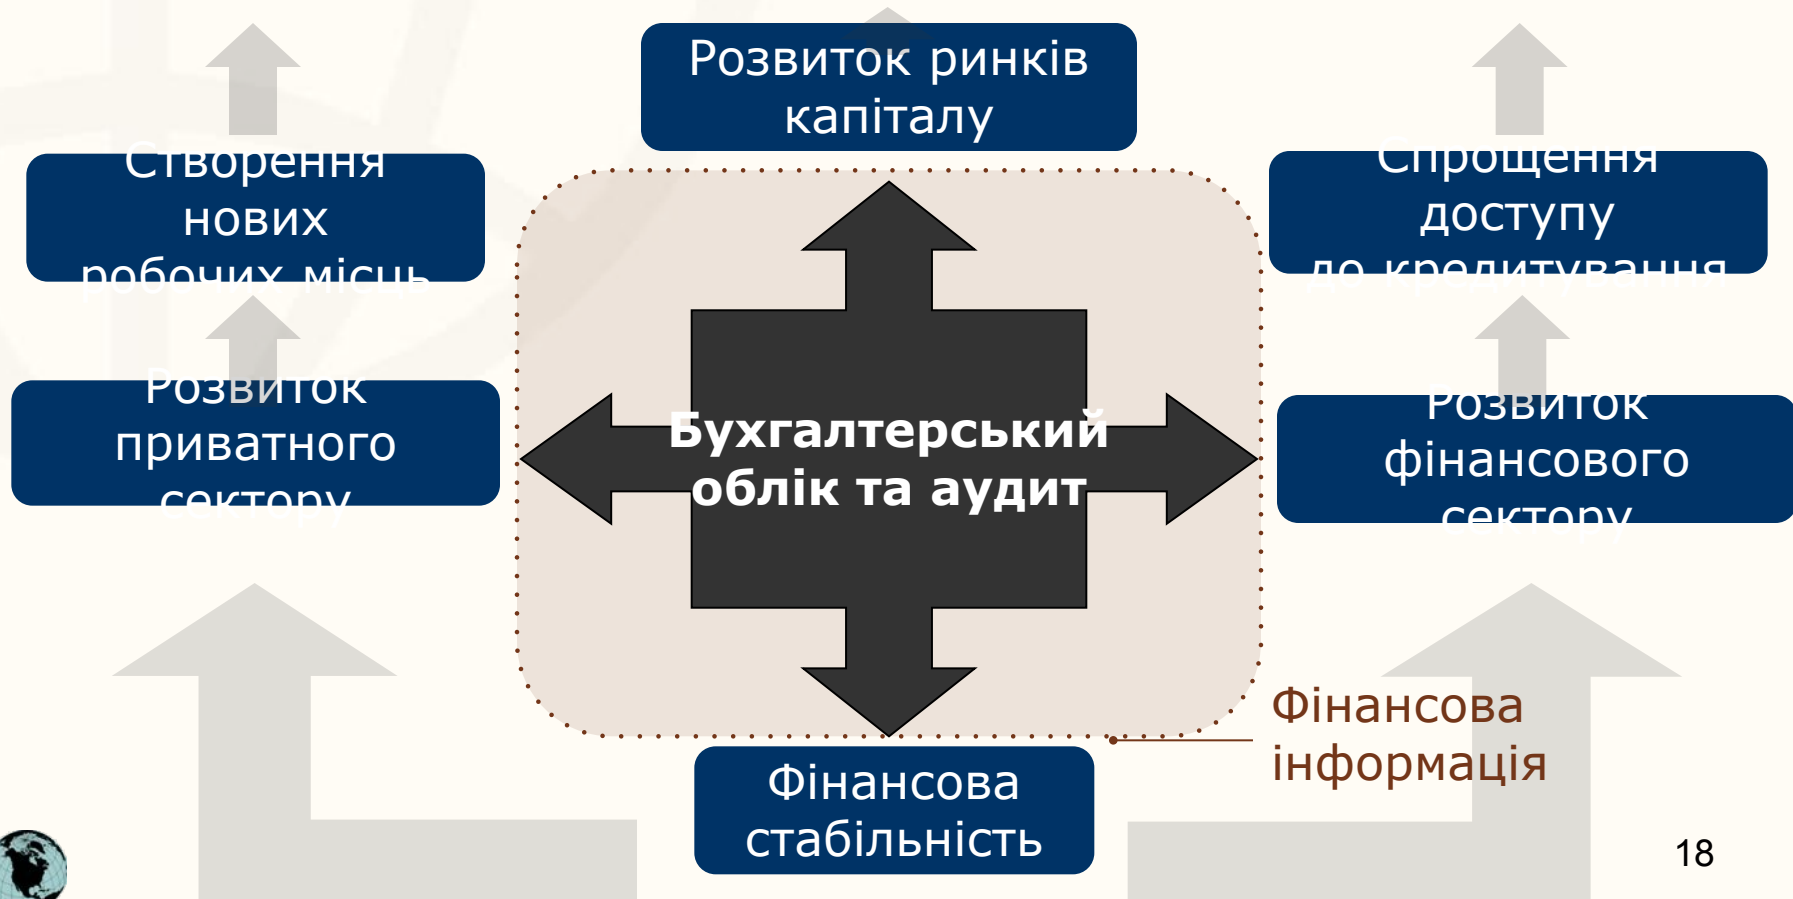 Розвиток ринків
капіталу
Створення
нових
робочих місць
Спрощення
доступу
до кредитування
Розвиток
приватного
сектору
Бухгалтерський
облік та аудит
Розвиток
фінансового
сектору
Фінансова
інформація
Фінансова
стабільність
18